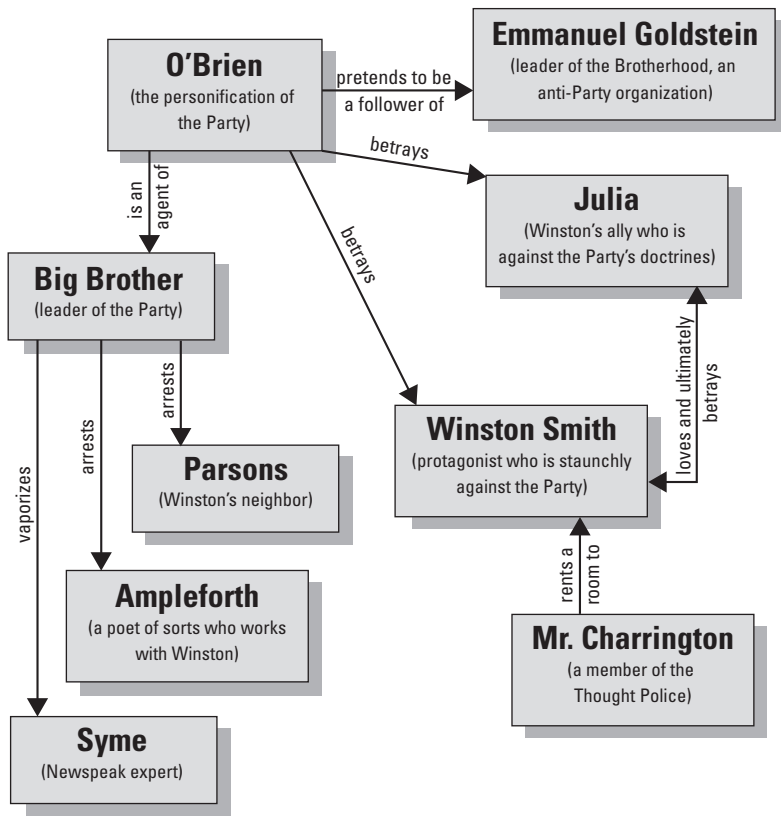 O’Brien
(the personification of
the Party)
pretends to be
a follower of
Emmanuel Goldstein
(leader of the Brotherhood, an
anti-Party organization)
betrays
is an
agent of
betrays
Julia
(Winston’s ally who is
against the Party’s doctrines)
Big Brother
(leader of the Party)
loves and ultimately
betrays
vaporizes
arrests
arrests
Parsons
(Winston’s neighbor)
Winston Smith
(protagonist who is staunchly
against the Party)
rents a
room to
Ampleforth
(a poet of sorts who works
with Winston)
Mr. Charrington
(a member of the
Thought Police)
Syme
(Newspeak expert)